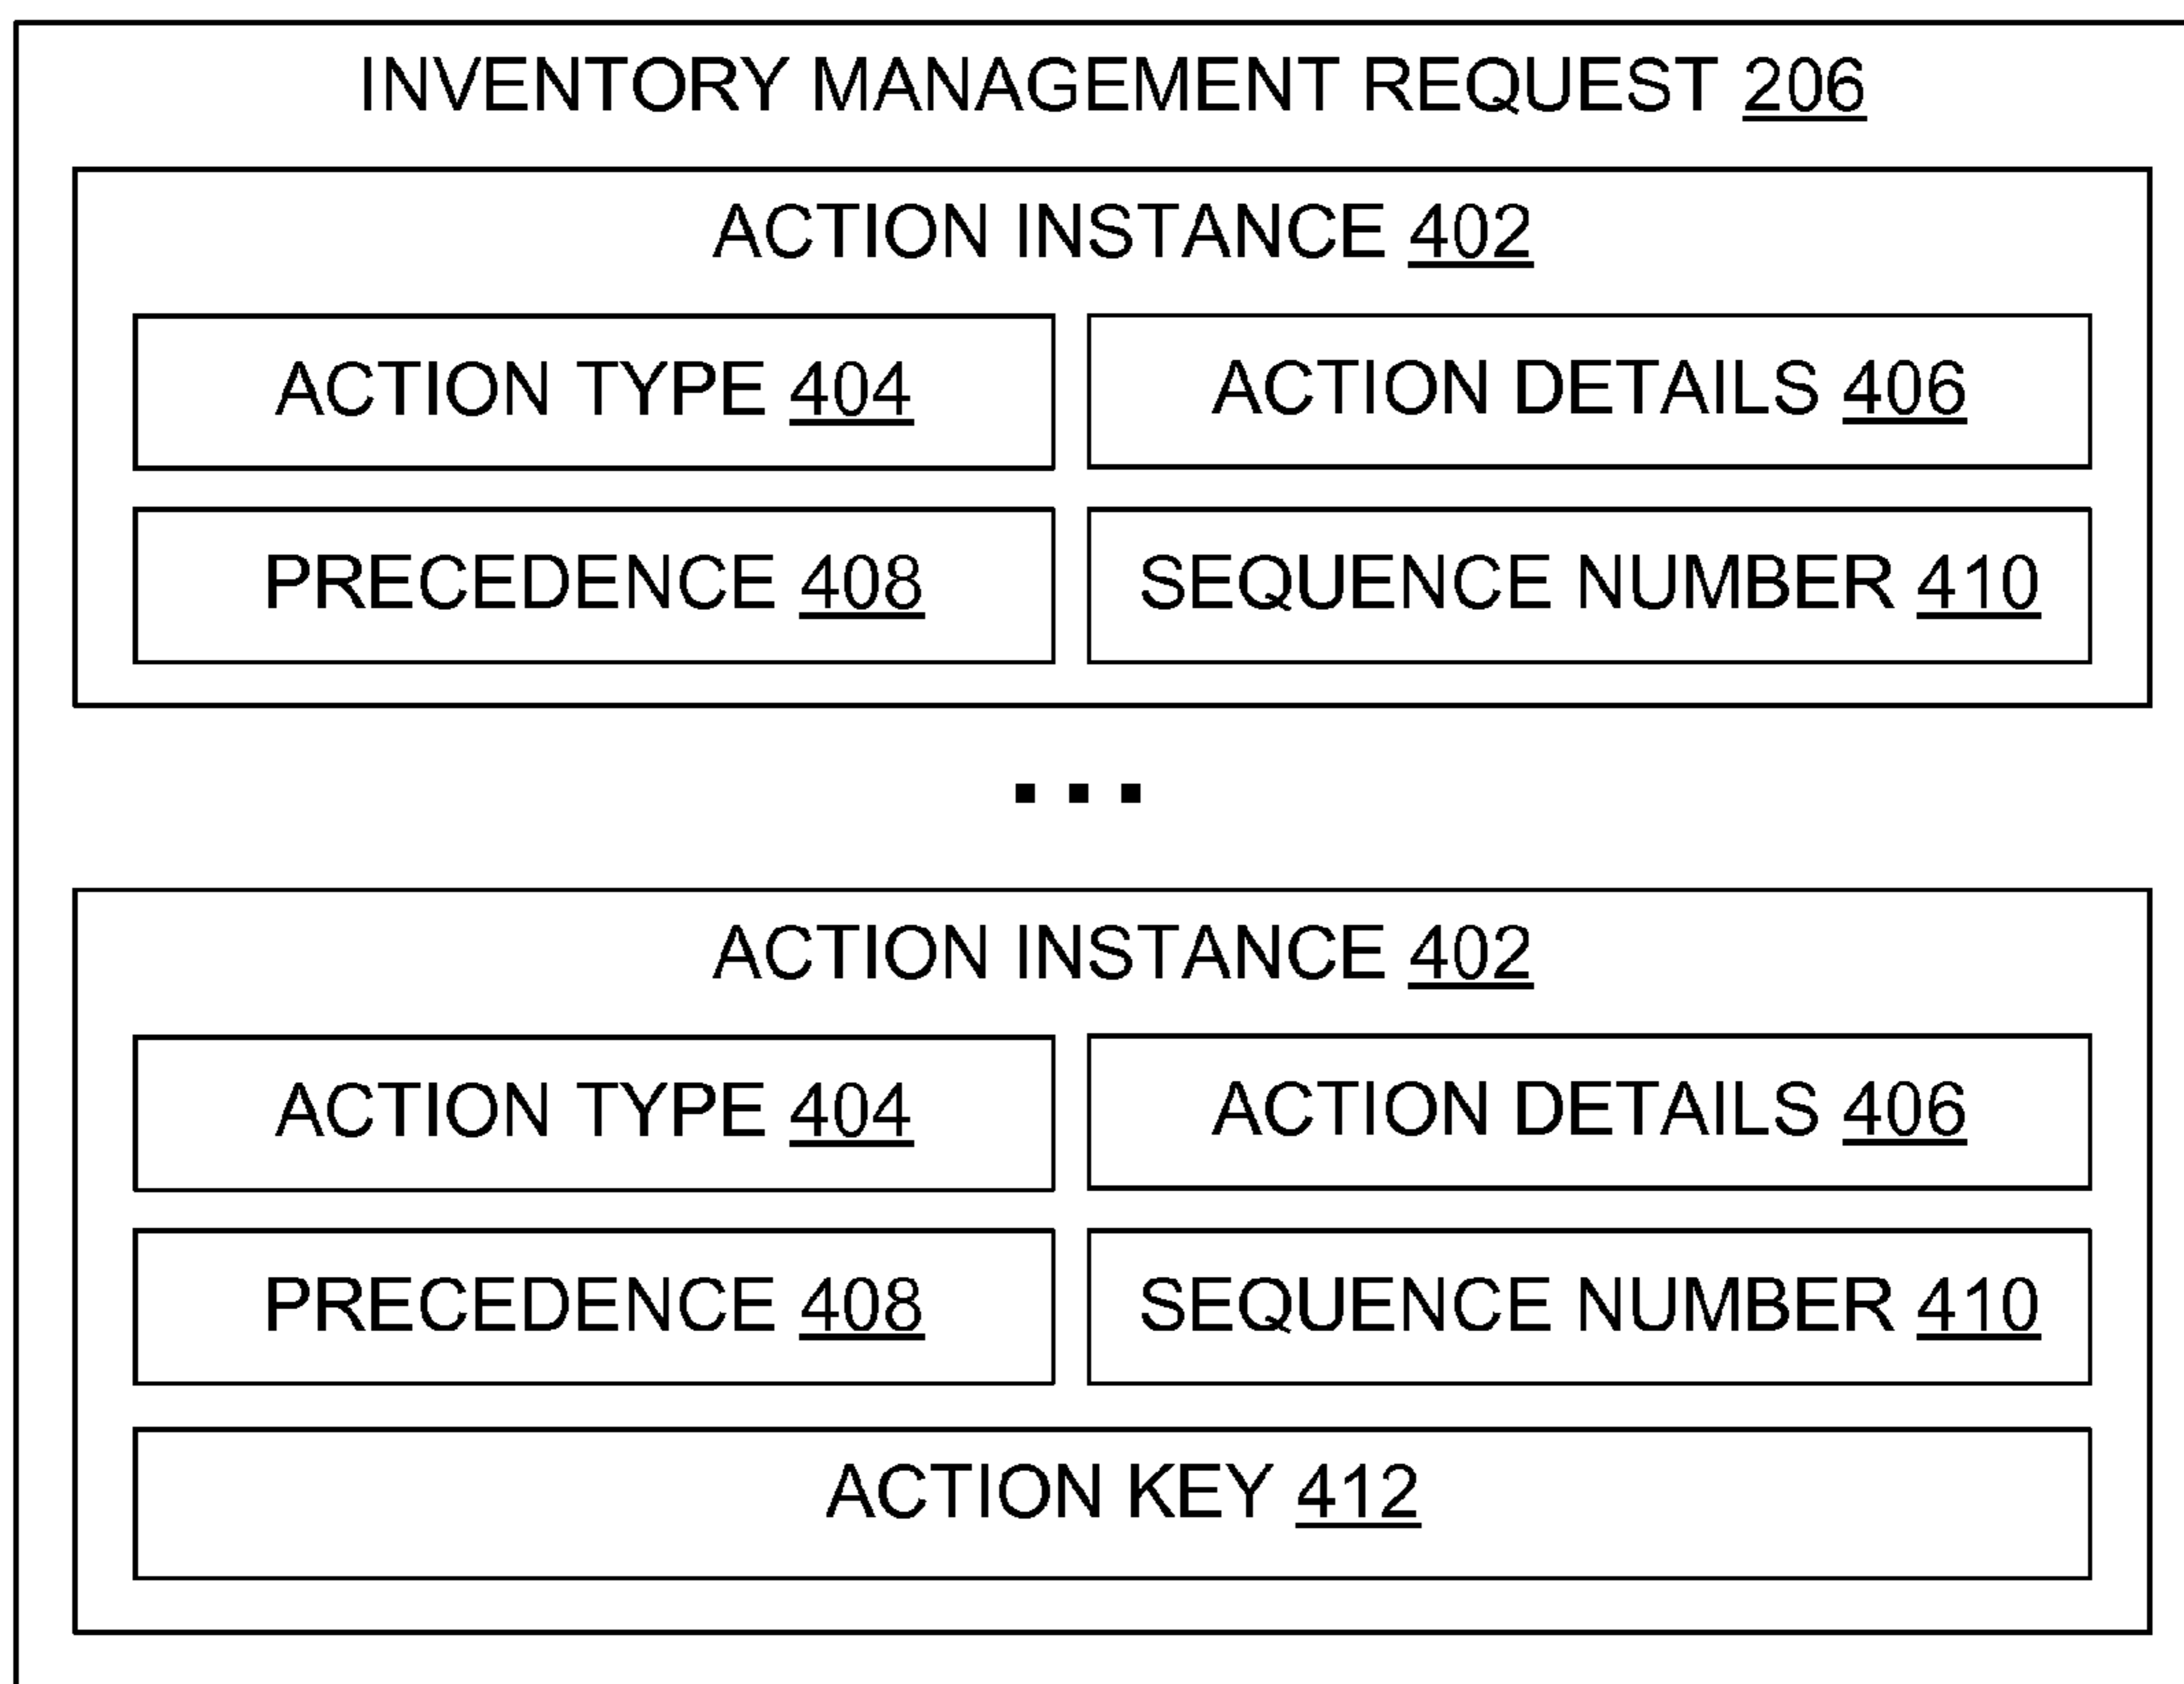 INVENTORY MANAGEMENT REQUEST 206
ACTION INSTANCE 402
ACTION TYPE 404
ACTION DETAILS 406
PRECEDENCE 408
SEQUENCE NUMBER 410
...
ACTION INSTANCE 402
ACTION TYPE 404
ACTION DETAILS 406
PRECEDENCE 408
SEQUENCE NUMBER 410
ACTION KEY 412